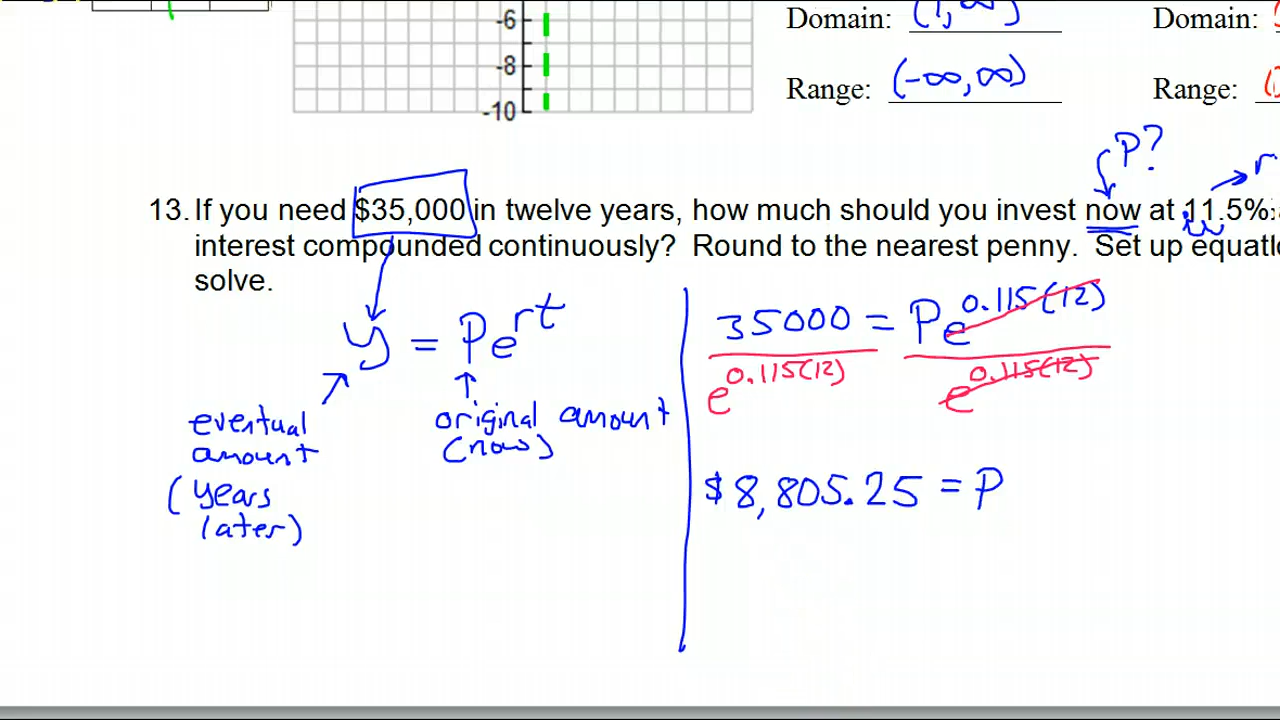 -6
-8
-10
Domain: (1, ∞)
Range: (-∞, ∞)
Domain:
Range:
P?
r
13. If you need $35,000 in twelve years, how much should you invest now at 11.5%
interest compounded continuously? Round to the nearest penny. Set up
solve.
y = Pe^rt
eventual
amount
(years
later)
original amount
(now)
35000 = Pe^0.115(12)
e^0.115(12) e^0.115(12)
$8,805.25 = P